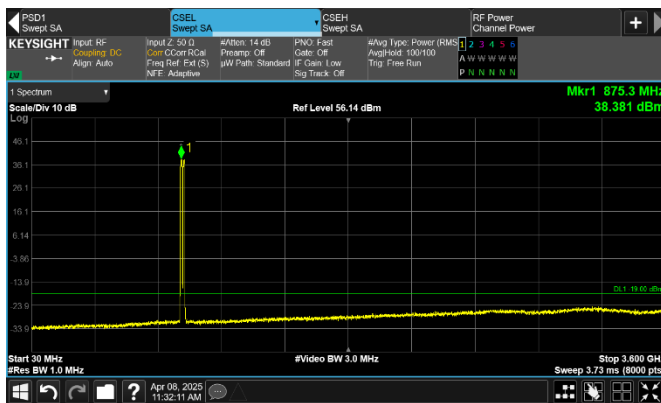 PSD1
Swept SA
CSEL
Swept SA
CSEH
Swept SA
RF Power
Channel Power
KEYSIGHT
Input: RF
Coupling: DC
Align: Auto
Input Z: 50 Ω
Corr CCorr RCal
Freq Ref: Ext (S)
NFE: Adaptive
#Atten: 14 dB
Preamp: Off
µW Path: Standard
PNO: Fast
Gate: Off
IF Gain: Low
Sig Track: Off
#Avg Type: Power (RMS
Avg|Hold: 100/100
Trig: Free Run
1 2 3 4 5 6
A W W W W W
P N N N N N
1 Spectrum
Scale/Div 10 dB
Log
Ref Level 56.14 dBm
Mkr1 875.3 MHz
38.381 dBm
1
46.1
36.1
26.1
16.1
6.14
-3.86
-13.9
-23.9
-33.9
Start 30 MHz
#Res BW 1.0 MHz
#Video BW 3.0 MHz
Stop 3.600 GHz
Sweep 3.73 ms (8000 pts)
?
Apr 08, 2025
11:32:11 AM